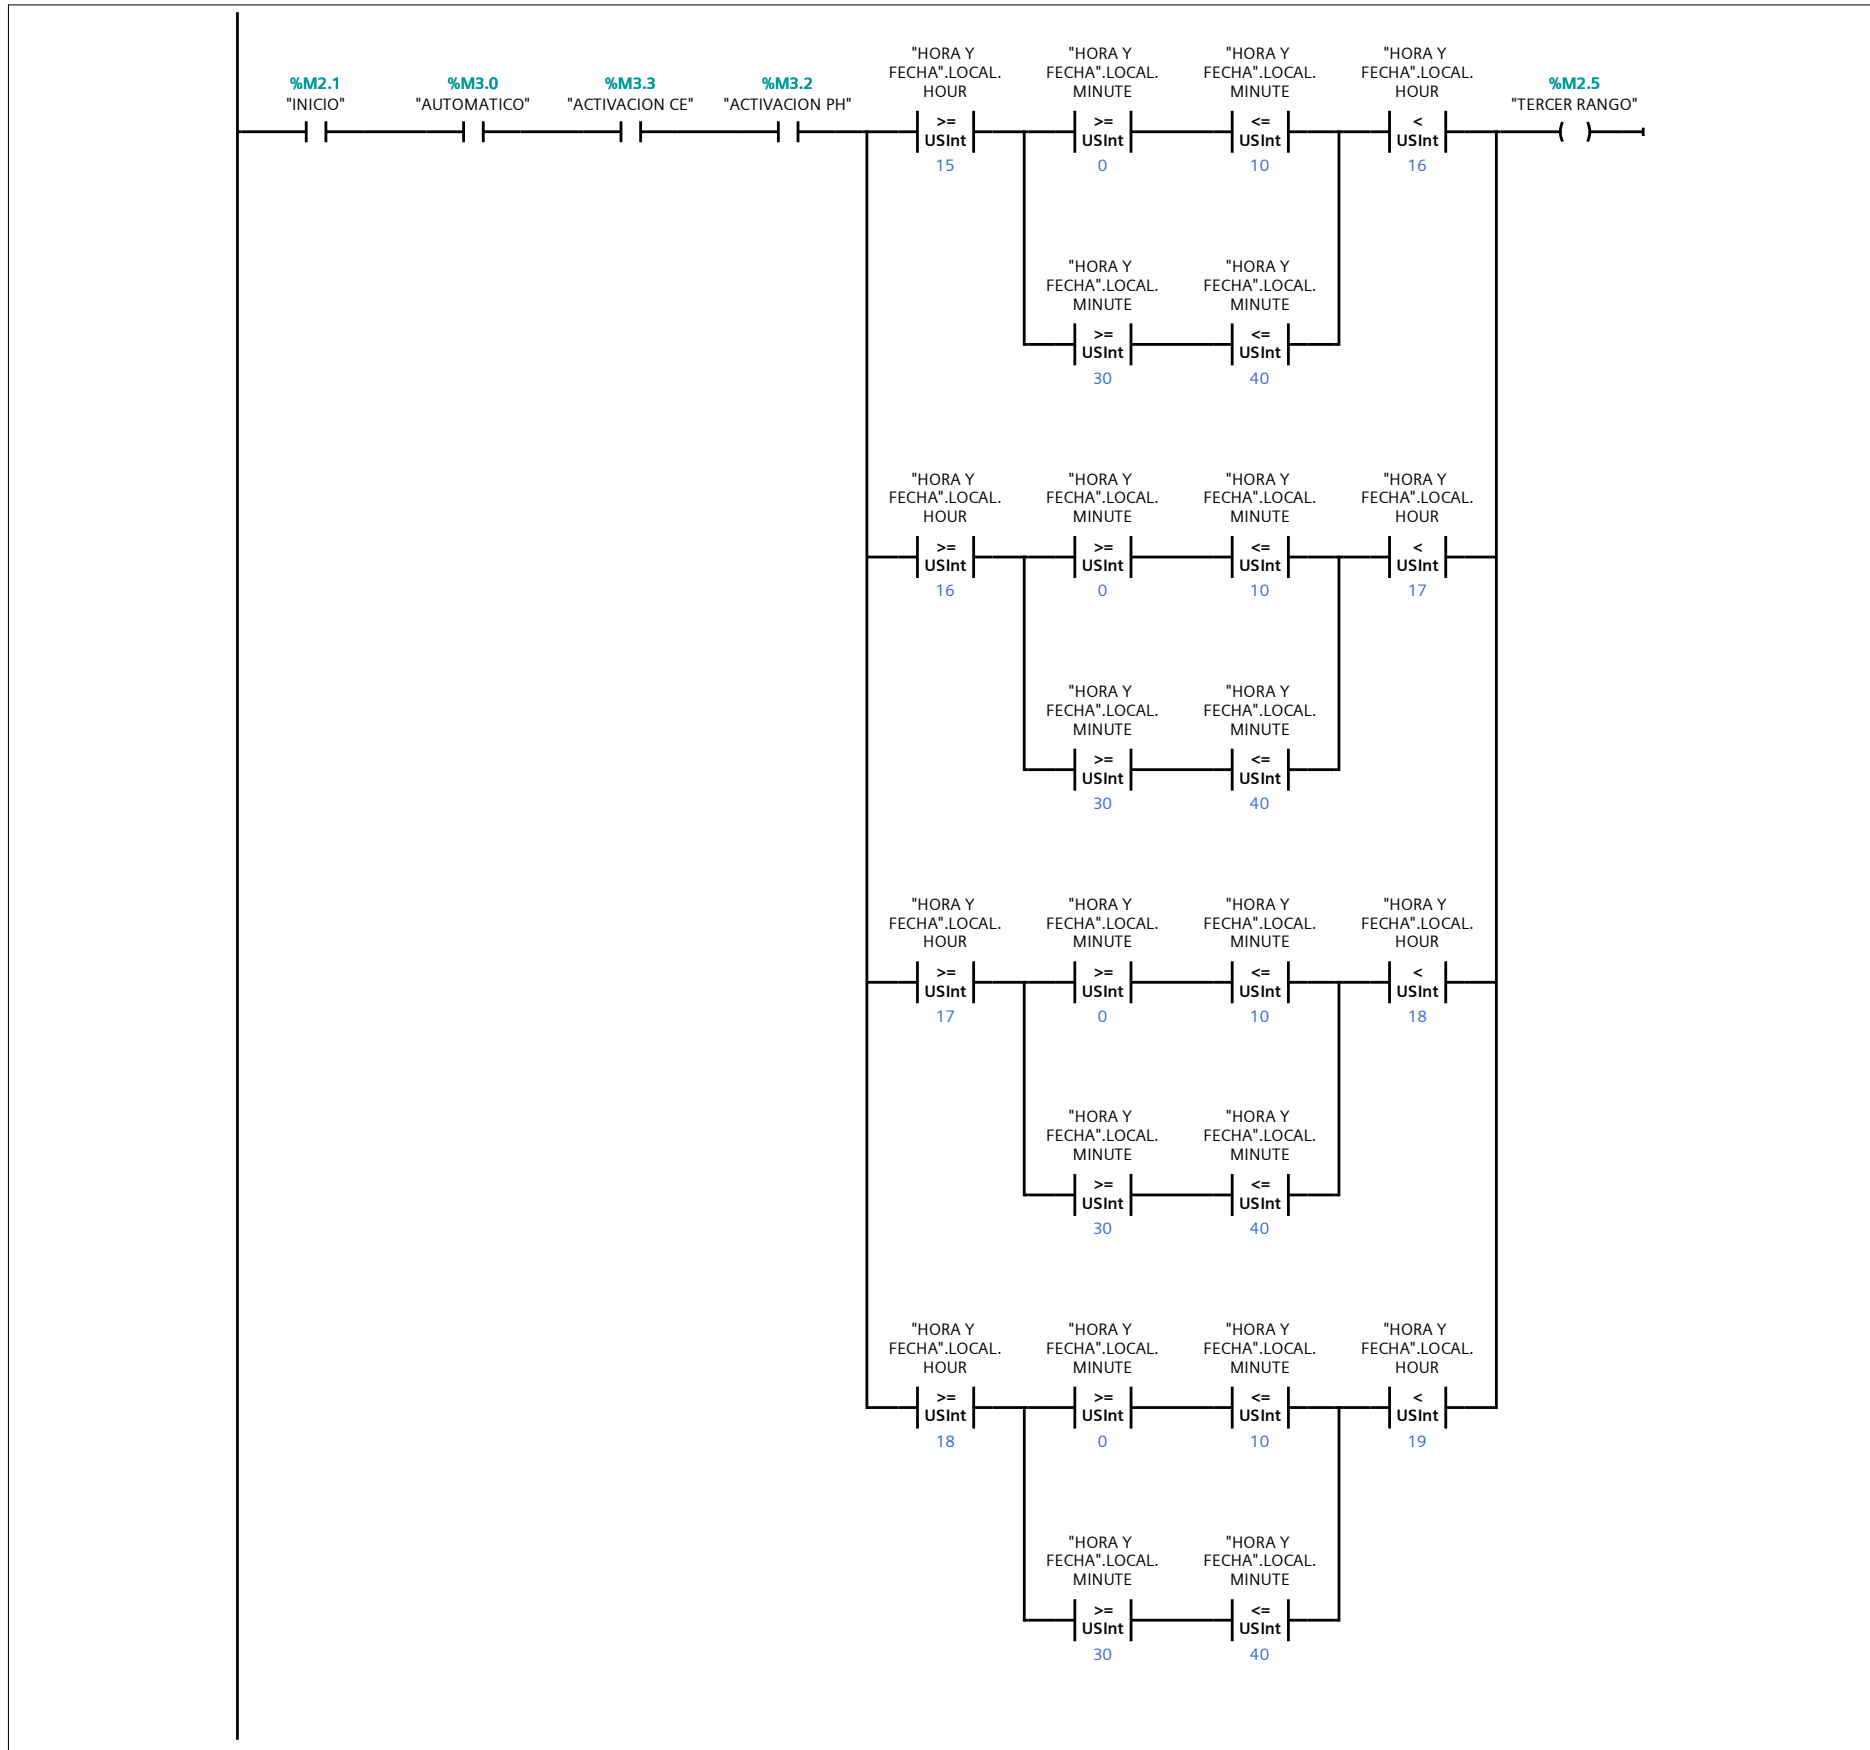 %M2.1
"INICIO"
%M3.0
"AUTOMATICO"
%M3.3
"ACTIVACION CE"
%M3.2
"ACTIVACION PH"
"HORA Y
FECHA".LOCAL.
HOUR
>=
USInt
15
"HORA Y
FECHA".LOCAL.
MINUTE
>=
USInt
0
"HORA Y
FECHA".LOCAL.
MINUTE
<=
USInt
10
"HORA Y
FECHA".LOCAL.
HOUR
<
USInt
16
%M2.5
"TERCER RANGO"
"HORA Y
FECHA".LOCAL.
MINUTE
>=
USInt
30
"HORA Y
FECHA".LOCAL.
MINUTE
<=
USInt
40
"HORA Y
FECHA".LOCAL.
HOUR
>=
USInt
16
"HORA Y
FECHA".LOCAL.
MINUTE
>=
USInt
0
"HORA Y
FECHA".LOCAL.
MINUTE
<=
USInt
10
"HORA Y
FECHA".LOCAL.
HOUR
<
USInt
17
"HORA Y
FECHA".LOCAL.
MINUTE
>=
USInt
30
"HORA Y
FECHA".LOCAL.
MINUTE
<=
USInt
40
"HORA Y
FECHA".LOCAL.
HOUR
>=
USInt
17
"HORA Y
FECHA".LOCAL.
MINUTE
>=
USInt
0
"HORA Y
FECHA".LOCAL.
MINUTE
<=
USInt
10
"HORA Y
FECHA".LOCAL.
HOUR
<
USInt
18
"HORA Y
FECHA".LOCAL.
MINUTE
>=
USInt
30
"HORA Y
FECHA".LOCAL.
MINUTE
<=
USInt
40
"HORA Y
FECHA".LOCAL.
HOUR
>=
USInt
18
"HORA Y
FECHA".LOCAL.
MINUTE
>=
USInt
0
"HORA Y
FECHA".LOCAL.
MINUTE
<=
USInt
10
"HORA Y
FECHA".LOCAL.
HOUR
<
USInt
19
"HORA Y
FECHA".LOCAL.
MINUTE
>=
USInt
30
"HORA Y
FECHA".LOCAL.
MINUTE
<=
USInt
40